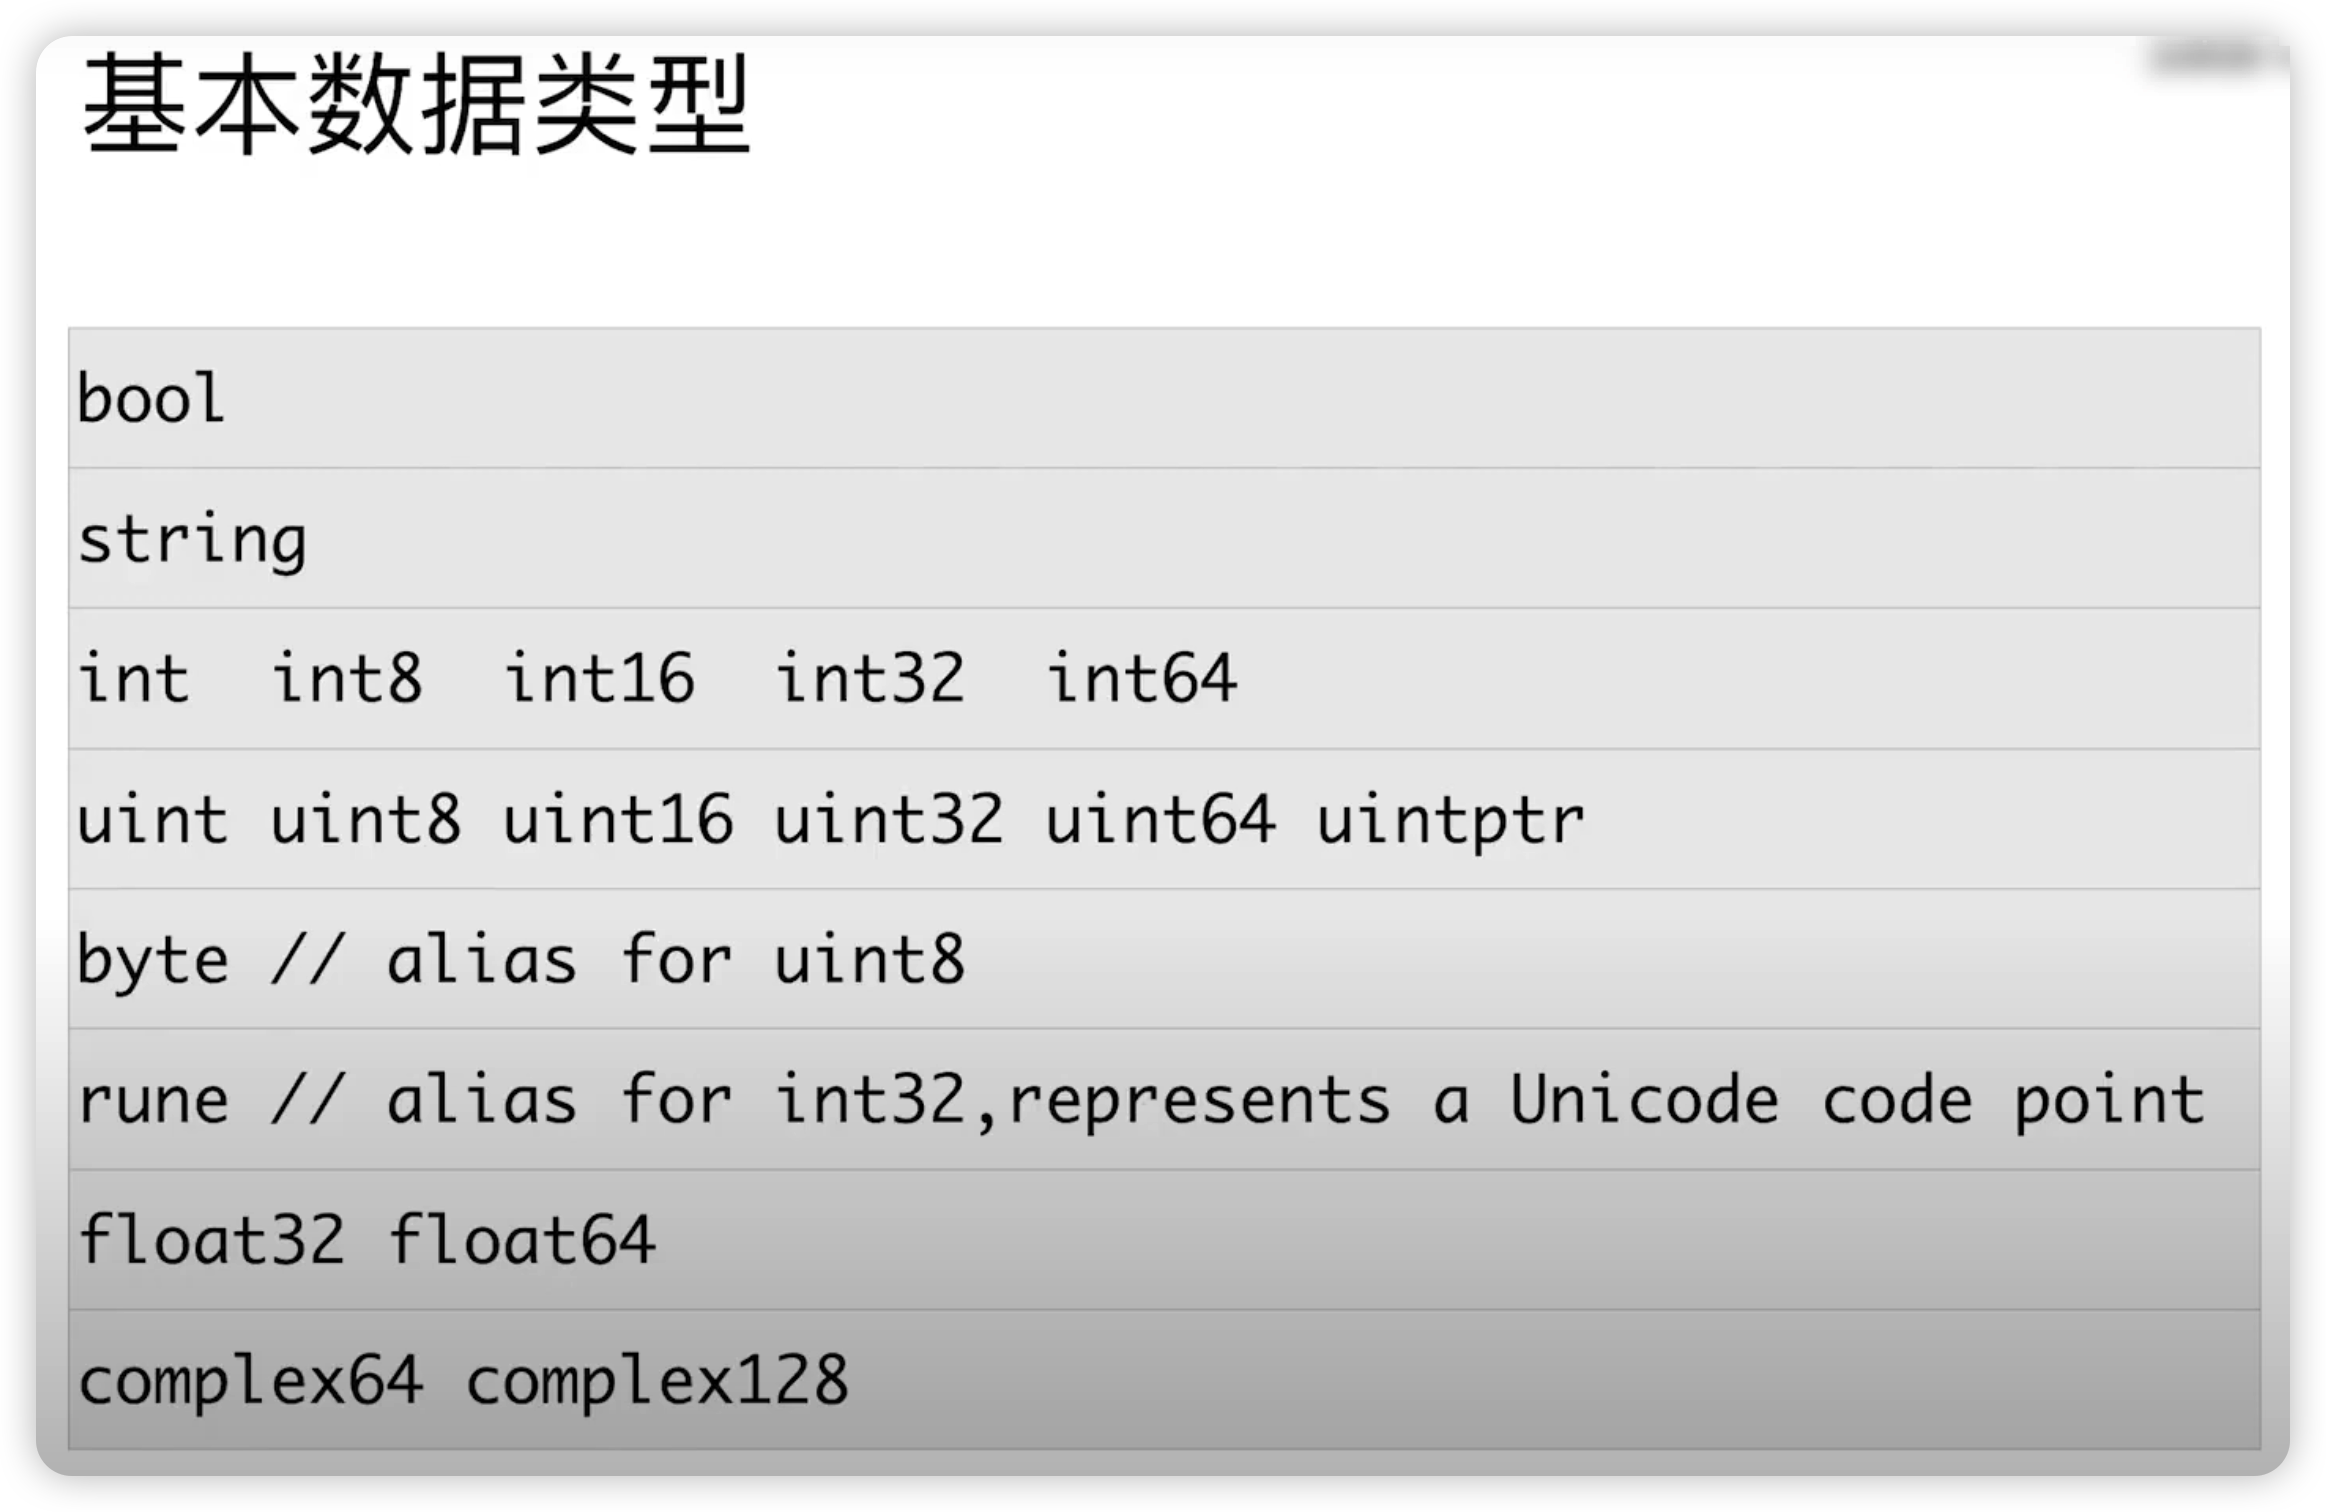 基本数据类型
bool
string
int  int8  int16  int32  int64
uint uint8 uint16 uint32 uint64 uintptr
byte // alias for uint8
rune // alias for int32,represents a Unicode code point
float32 float64
complex64 complex128